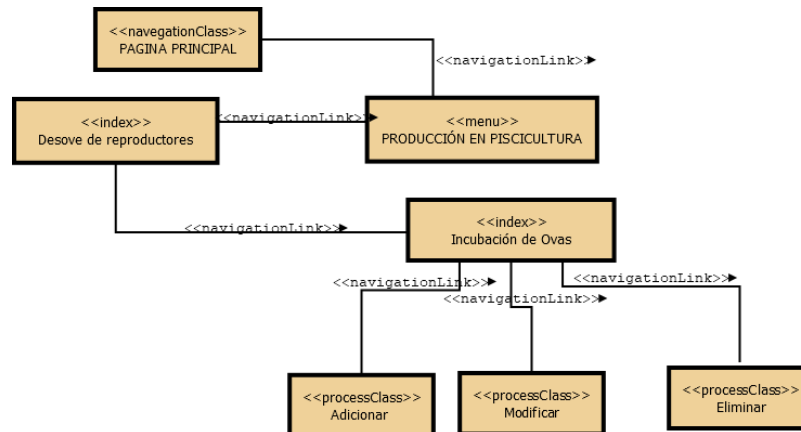 <<navegationClass>>
PAGINA PRINCIPAL
<<navigationLink>>
<<index>>
Desove de reproductores
<<navigationLink>>
<<menu>>
PRODUCCIÓN EN PISCICULTURA
<<navigationLink>>
<<index>>
Incubación de Ovas
<<navigationLink>>
<<navigationLink>>
<<navigationLink>>
<<processClass>>
Adicionar
<<processClass>>
Modificar
<<processClass>>
Eliminar